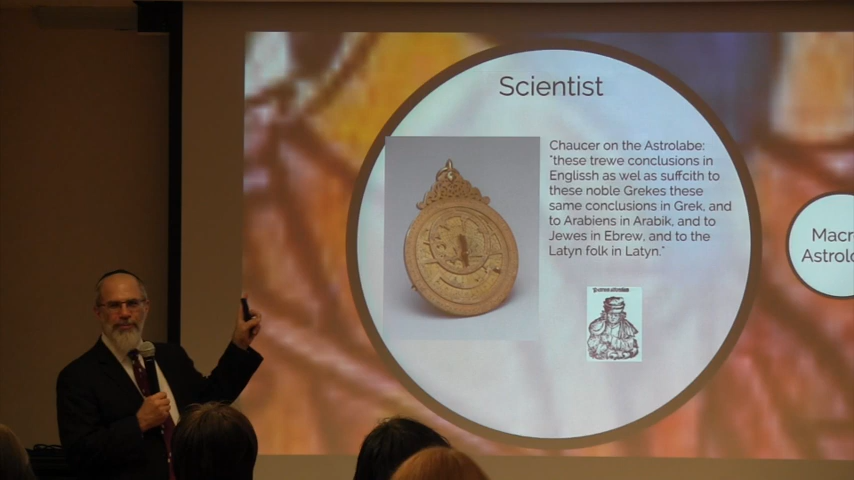 Scientist
Chaucer on the Astrolabe:
"these trewe conclusions in
Englissh as wel as suffcith to
these noble Grekes these
same conclusions in Grek, and
to Arabiens in Arabik, and to
Jewes in Ebrew, and to the
Latyn folk in Latyn."
Macr
Astrolo